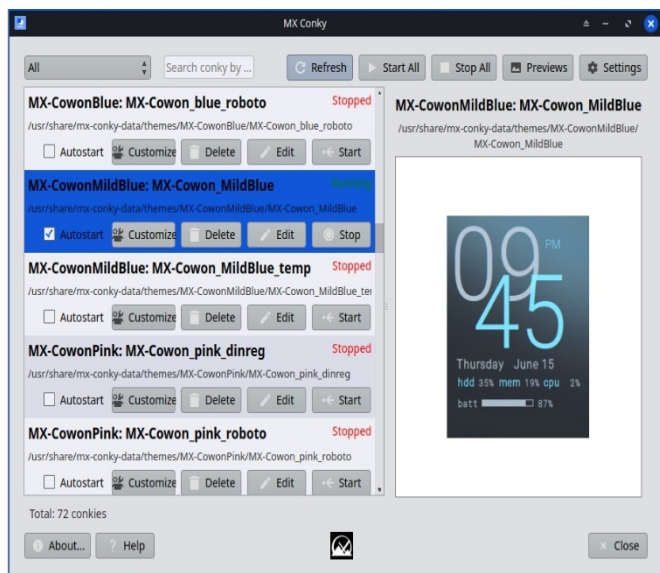 MX Conky
All
Search conky by ...
Refresh
Start All
Stop All
Previews
Settings
MX-CowonBlue: MX-Cowon_blue_roboto
Stopped
/usr/share/mx-conky-data/themes/MX-CowonBlue/MX-Cowon_blue_roboto
Autostart Customize Delete Edit Start
MX-CowonMildBlue: MX-Cowon_MildBlue
Running
/usr/share/mx-conky-data/themes/MX-CowonMildBlue/MX-Cowon_MildBlue
Autostart Customize Delete Edit Stop
MX-CowonMildBlue: MX-Cowon_MildBlue_temp
Stopped
/usr/share/mx-conky-data/themes/MX-CowonMildBlue/MX-Cowon_MildBlue_ter
Autostart Customize Delete Edit Start
MX-CowonPink: MX-Cowon_pink_dinreg
Stopped
/usr/share/mx-conky-data/themes/MX-CowonPink/MX-Cowon_pink_dinreg
Autostart Customize Delete Edit Start
MX-CowonPink: MX-Cowon_pink_roboto
Stopped
/usr/share/mx-conky-data/themes/MX-CowonPink/MX-Cowon_pink_roboto
Autostart Customize Delete Edit Start
MX-CowonMildBlue: MX-Cowon_MildBlue
/usr/share/mx-conky-data/themes/MX-CowonMildBlue/
MX-Cowon_MildBlue
09 PM
45
Thursday June 15
hdd 35% mem 19% cpu 2%
batt 87%
Total: 72 conkies
About...
? Help
Close